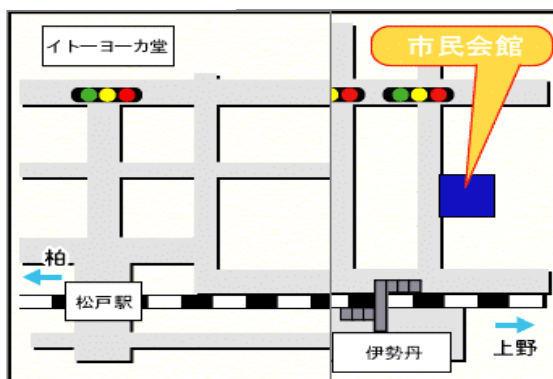 イトーヨーカ堂
市民会館
柏
松戸駅
伊勢丹
上野